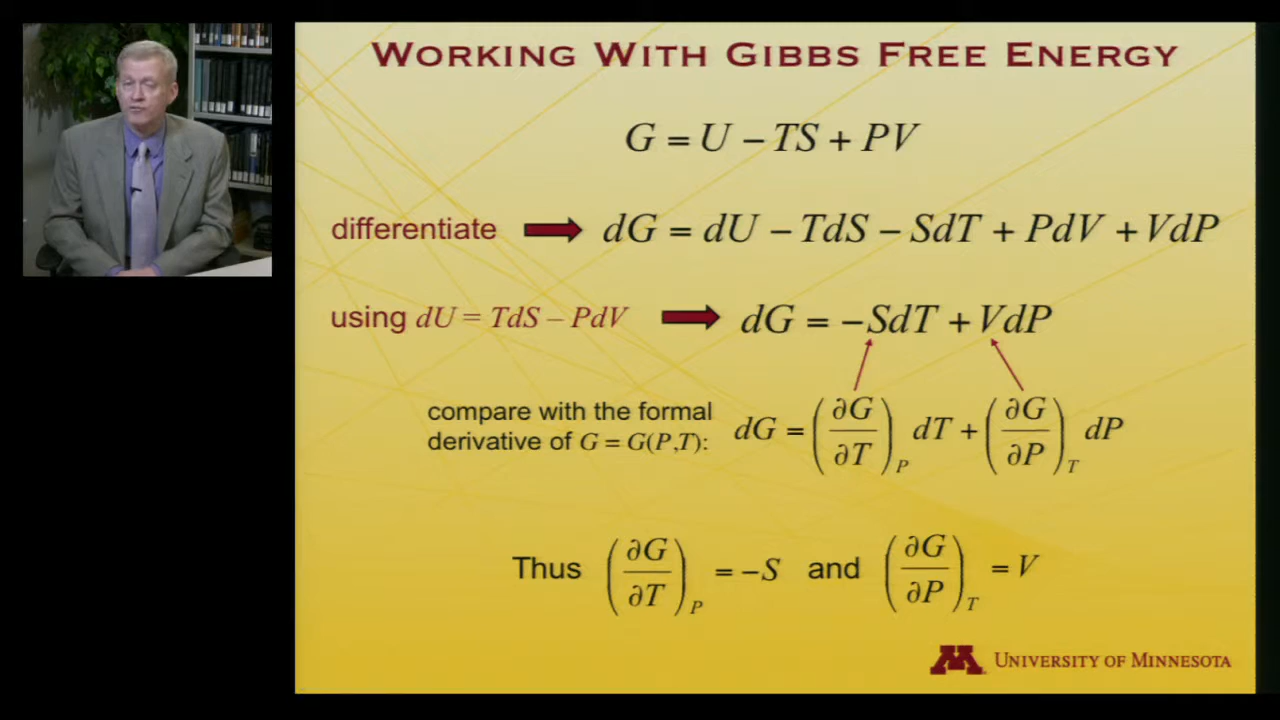 WORKING WITH GIBBS FREE ENERGY
G = U − TS + PV
differentiate dG = dU − TdS − SdT + PdV + VdP
using dU = TdS − PdV dG = −SdT + VdP
compare with the formal
derivative of G = G(P,T): dG = (∂G/∂T)_P dT + (∂G/∂P)_T dP
Thus (∂G/∂T)_P = −S and (∂G/∂P)_T = V
M UNIVERSITY OF MINNESOTA